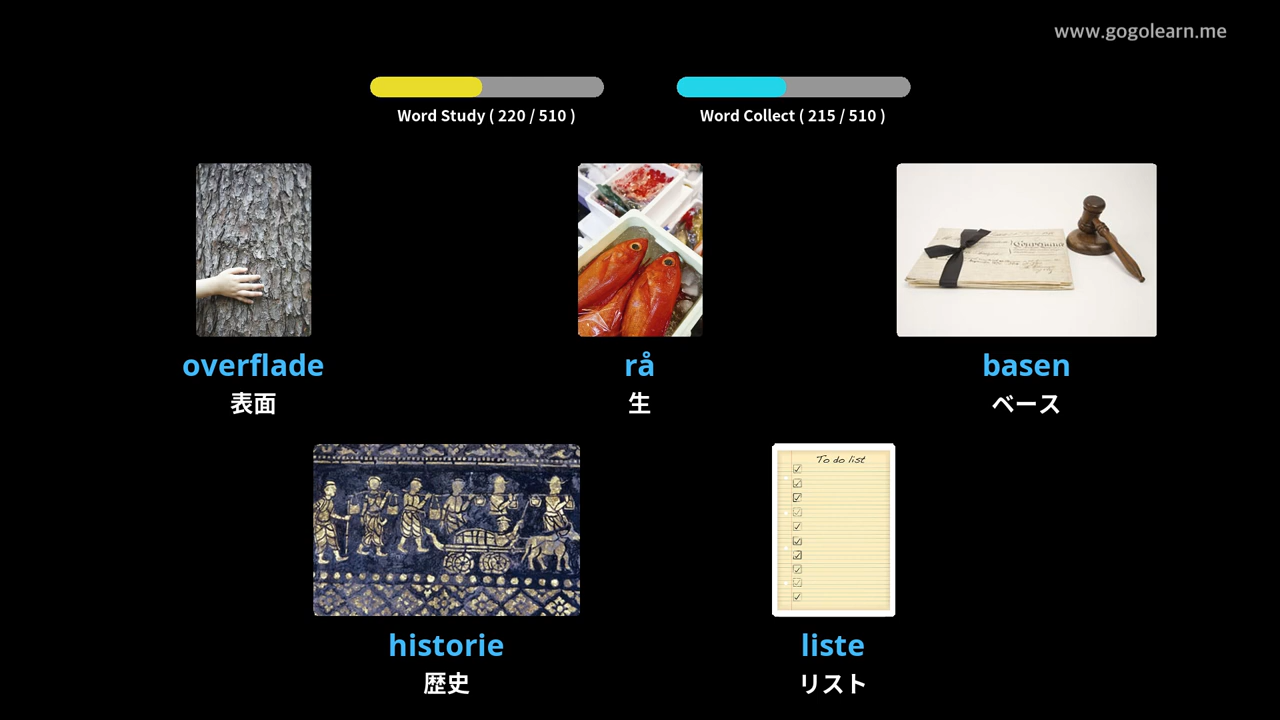 www.gogolearn.me
Word Study ( 220 / 510 )
Word Collect ( 215 / 510 )
overflade
表面
rå
生
basen
ベース
To do list
historie
歴史
liste
リスト